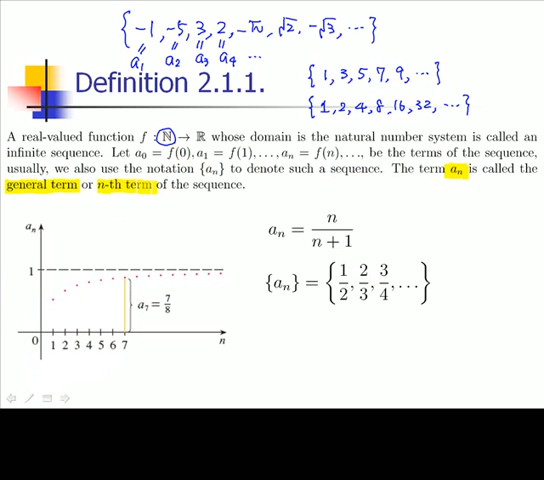 {-1, -5, 3, 2, -π, √2, -√3, ...}
a₁ a₂ a₃ a₄ ...
{1, 3, 5, 7, 9, ...}
Definition 2.1.1.
{1, 2, 4, 8, 16, 32, ...}
A real-valued function f : ℕ → ℝ whose domain is the natural number system is called an
infinite sequence. Let a₀ = f(0), a₁ = f(1), . . . , aₙ = f(n), . . . , be the terms of the sequence,
usually, we also use the notation {aₙ} to denote such a sequence. The term aₙ is called the
general term or n-th term of the sequence.
aₙ = n/(n + 1)
{aₙ} = {1/2, 2/3, 3/4, . . .}
aₙ
1
a₇ = 7/8
0 1 2 3 4 5 6 7 n